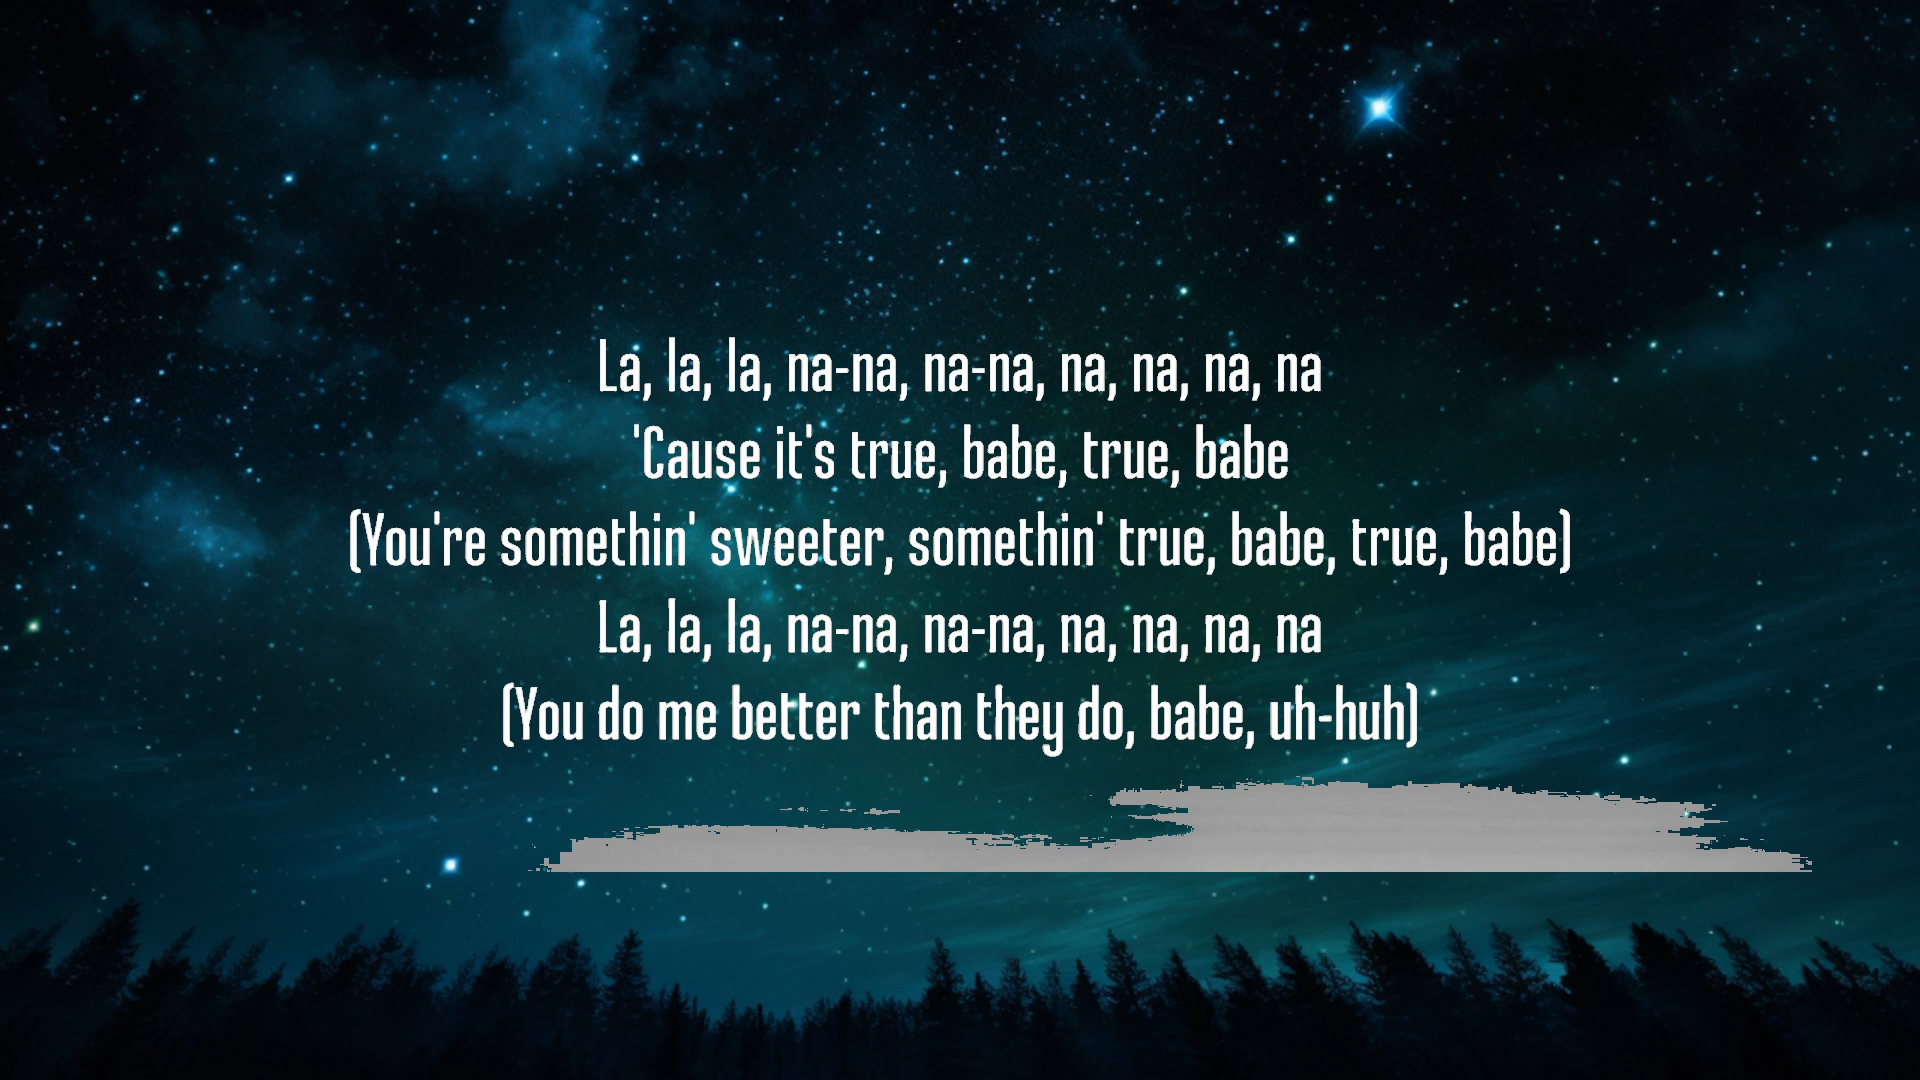 La, la, la, na-na, na-na, na, na, na, na
'Cause it's true, babe, true, babe
(You're somethin' sweeter, somethin' true, babe, true, babe)
La, la, la, na-na, na-na, na, na, na, na
(You do me better than they do, babe, uh-huh)